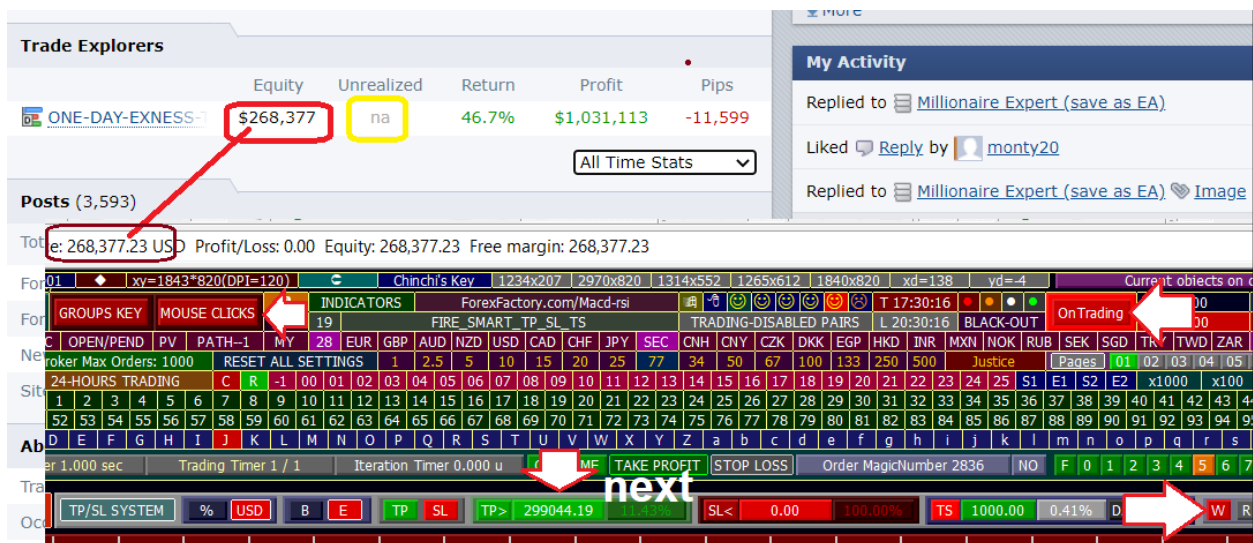 More
Trade Explorers
My Activity
Equity Unrealized Return Profit Pips
ONE-DAY-EXNESS-T $268,377 na 46.7% $1,031,113 -11,599
All Time Stats
Replied to Millionaire Expert (save as EA)
Liked Reply by monty20
Replied to Millionaire Expert (save as EA) Image
Posts (3,593)
e: 268,377.23 USD Profit/Loss: 0.00 Equity: 268,377.23 Free margin: 268,377.23
01 xy=1843*820(DPI=120) Chinchi's Key 1234x207 2970x820 1314x552 1265x612 1840x820 xd=138 yd=-4 Current objects on c
GROUPS KEY MOUSE CLICKS INDICATORS ForexFactory.com/Macd-rsi T 17:30:16 OnTrading 00
19 FIRE_SMART_TP_SL_TS TRADING-DISABLED PAIRS L 20:30:16 BLACK-OUT 00
C OPEN/PEND PV PATH--1 MY 28 EUR GBP AUD NZD USD CAD CHF JPY SEC CNH CNY CZK DKK EGP HKD INR MXN NOK RUB SEK SGD TRY TWD ZAR
roker Max Orders: 1000 RESET ALL SETTINGS 1 2.5 5 10 15 20 25 77 34 50 67 100 133 250 500 Justice Pages 01 02 03 04 05
24-HOURS TRADING C R -1 00 01 02 03 04 05 06 07 08 09 10 11 12 13 14 15 16 17 18 19 20 21 22 23 24 25 S1 E1 S2 E2 x1000 x100
1 2 3 4 5 6 7 8 9 10 11 12 13 14 15 16 17 18 19 20 21 22 23 24 25 26 27 28 29 30 31 32 33 34 35 36 37 38 39 40 41 42 43 4
52 53 54 55 56 57 58 59 60 61 62 63 64 65 66 67 68 69 70 71 72 73 74 75 76 77 78 79 80 81 82 83 84 85 86 87 88 89 90 91 92 93 94 9
D E F G H I J K L M N O P Q R S T U V W X Y Z a b c d e f g h i j k l m n o p q r s
er 1.000 sec Trading Timer 1 / 1 Iteration Timer 0.000 u TAKE PROFIT STOP LOSS Order MagicNumber 2836 NO F 0 1 2 3 4 5 6 7
next
TP/SL SYSTEM % USD B E TP SL TP> 299044.19 11.43% SL< 0.00 100.00% TS 1000.00 0.41% D W R